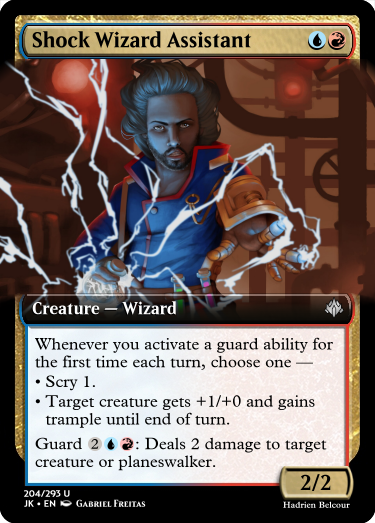 Shock Wizard Assistant
Creature — Wizard
Whenever you activate a guard ability for
the first time each turn, choose one —
• Scry 1.
• Target creature gets +1/+0 and gains
trample until end of turn.
Guard 2: Deals 2 damage to target
creature or planeswalker.
2/2
204/293 U
JK • EN Gabriel Freitas
Hadrien Belcour